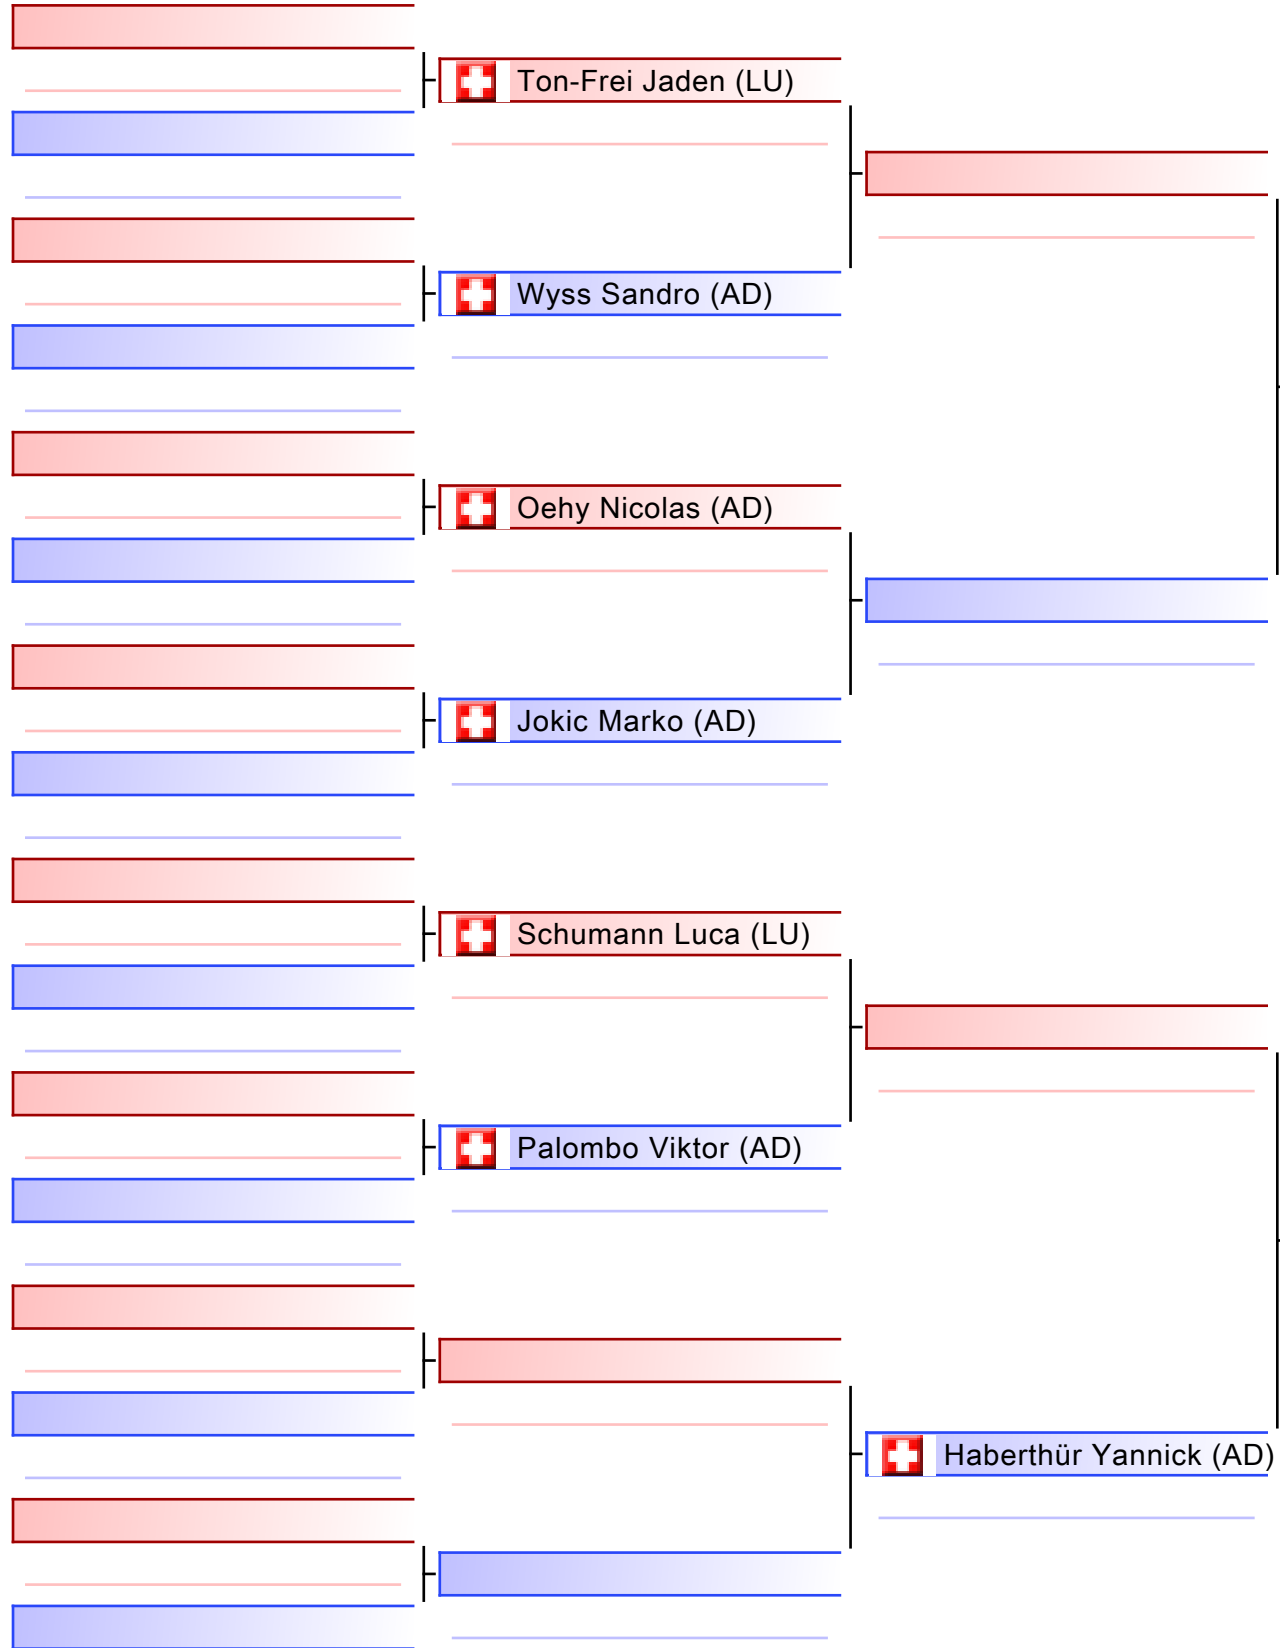 Ton-Frei Jaden (LU)
Wyss Sandro (AD)
Oehy Nicolas (AD)
Jokic Marko (AD)
Schumann Luca (LU)
Palombo Viktor (AD)
Haberthür Yannick (AD)